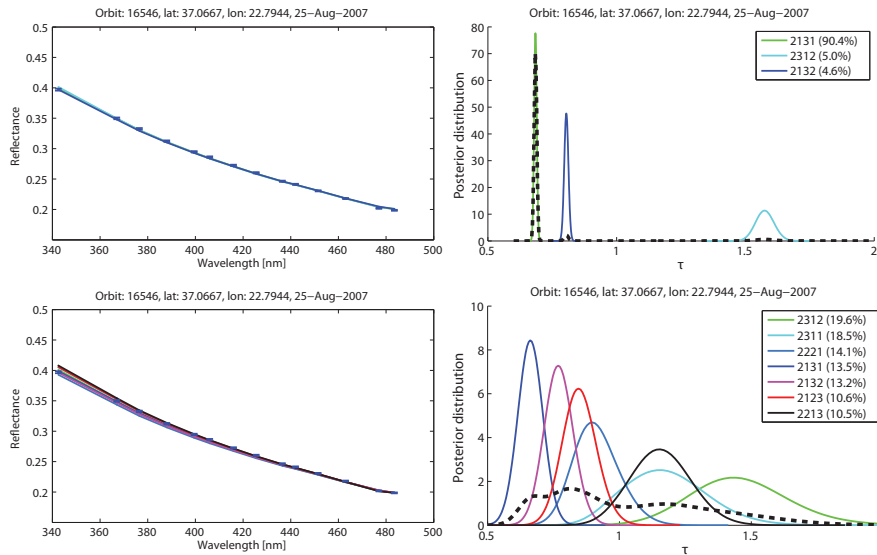 Orbit: 16546, lat: 37.0667, lon: 22.7944, 25−Aug−2007
0.5
0.45
0.4
0.35
0.3
0.25
0.2
Reflectance
340 360 380 400 420 440 460 480 500
Wavelength [nm]
Orbit: 16546, lat: 37.0667, lon: 22.7944, 25−Aug−2007
80
70
60
50
40
30
20
10
0
Posterior distribution
2131 (90.4%)
2312 (5.0%)
2132 (4.6%)
0.5 1 1.5 2
τ
Orbit: 16546, lat: 37.0667, lon: 22.7944, 25−Aug−2007
0.5
0.45
0.4
0.35
0.3
0.25
0.2
Reflectance
340 360 380 400 420 440 460 480 500
Wavelength [nm]
Orbit: 16546, lat: 37.0667, lon: 22.7944, 25−Aug−2007
10
8
6
4
2
0
Posterior distribution
2312 (19.6%)
2311 (18.5%)
2221 (14.1%)
2131 (13.5%)
2132 (13.2%)
2123 (10.6%)
2213 (10.5%)
0.5 1 1.5
τ